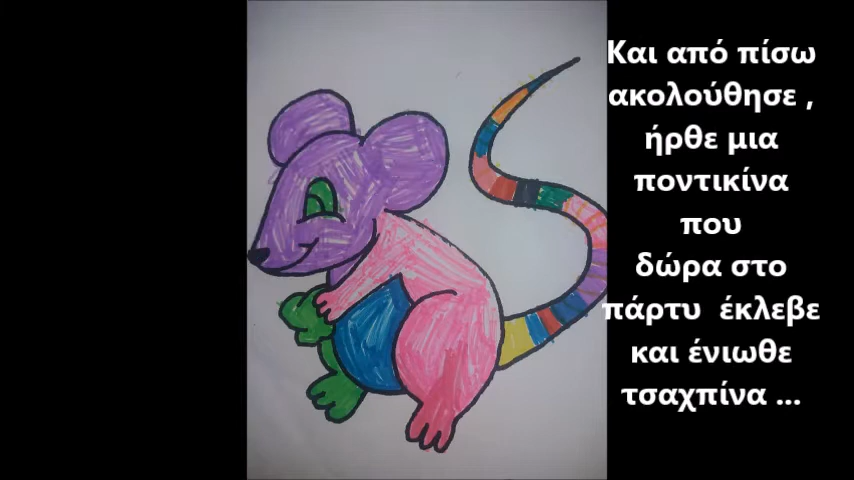 Και από πίσω
ακολούθησε ,
ήρθε μια
ποντικίνα
που
δώρα στο
πάρτυ έκλεβε
και ένιωθε
τσαχπίνα ...